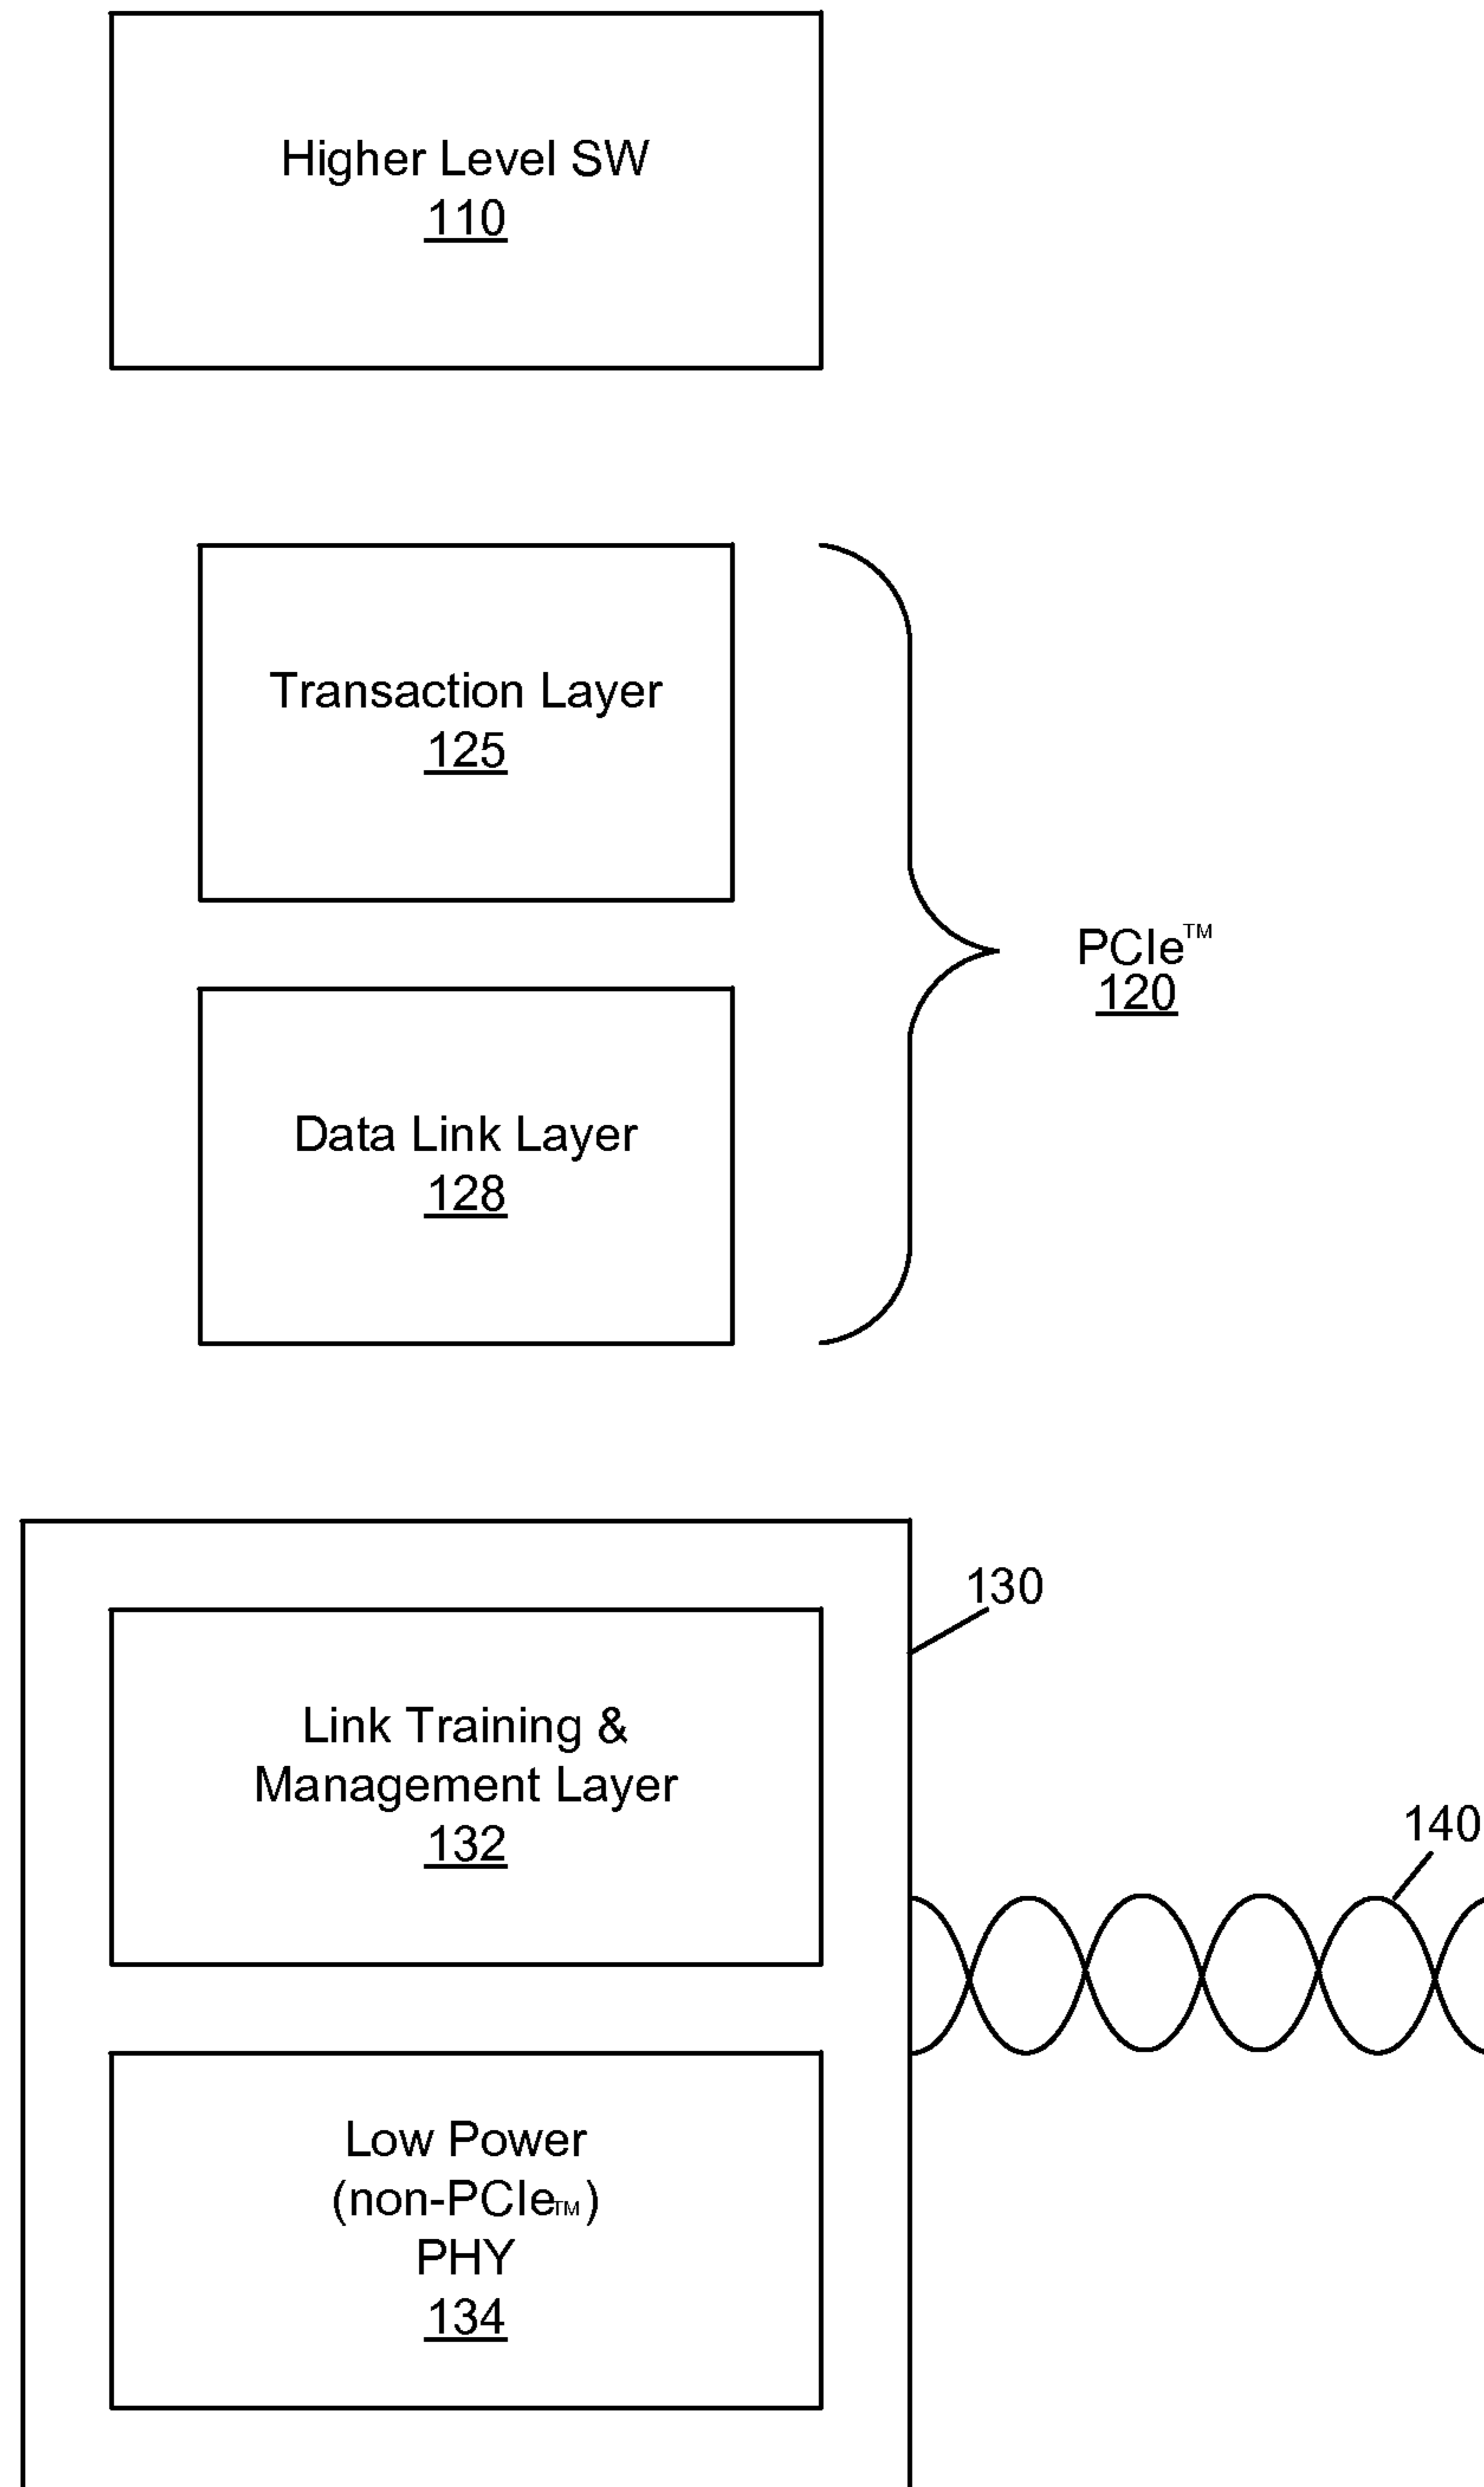 Higher Level SW
110
Transaction Layer
125
PCIe™
120
Data Link Layer
128
130
Link Training &
Management Layer
132
140
Low Power
(non-PCIe™)
PHY
134